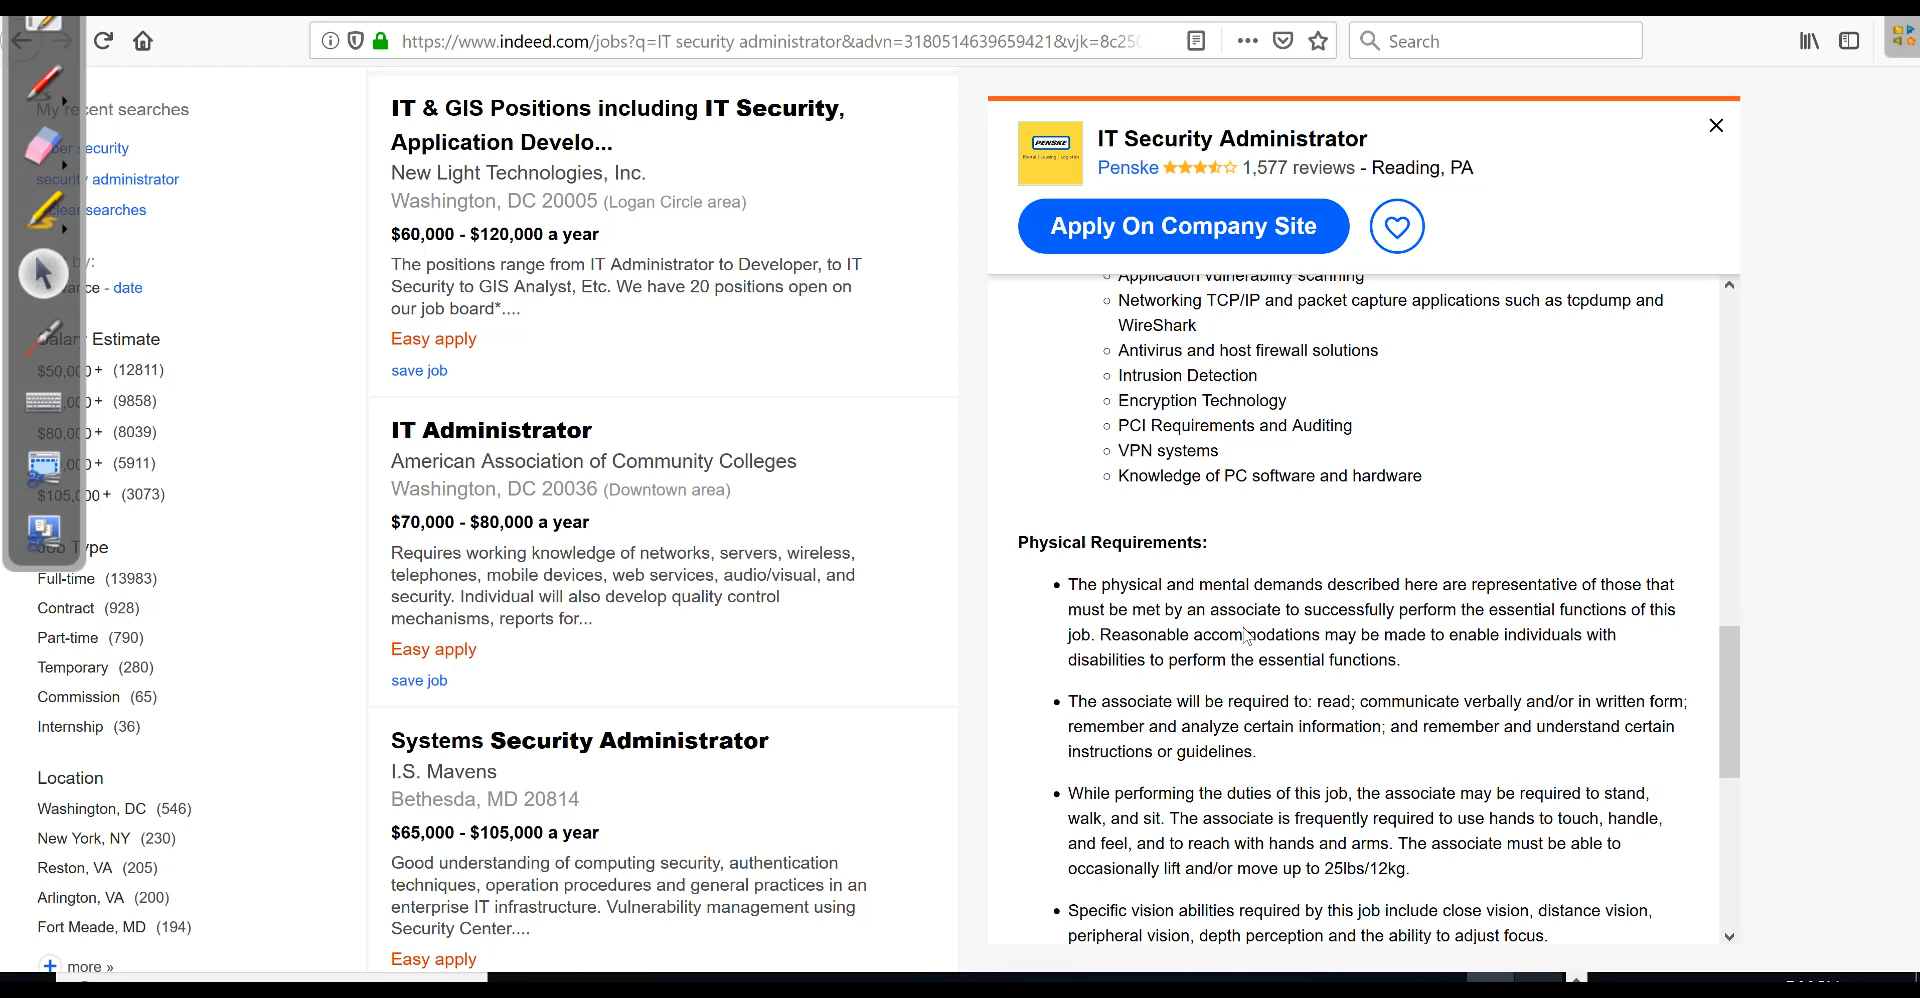 https://www.indeed.com/jobs?q=IT security administrator&advn=3180514639659421&vjk=8c25
Search
My recent searches
security
security administrator
clear searches
by:
- date
Salary Estimate
$50,000+ (12811)
(9858)
$80,000+ (8039)
(5911)
$105,000+ (3073)
Job Type
Full-time (13983)
Contract (928)
Part-time (790)
Temporary (280)
Commission (65)
Internship (36)
Location
Washington, DC (546)
New York, NY (230)
Reston, VA (205)
Arlington, VA (200)
Fort Meade, MD (194)
more »
IT & GIS Positions including IT Security,
Application Develo...
New Light Technologies, Inc.
Washington, DC 20005 (Logan Circle area)
$60,000 - $120,000 a year
The positions range from IT Administrator to Developer, to IT
Security to GIS Analyst, Etc. We have 20 positions open on
our job board*....
Easy apply
save job
IT Administrator
American Association of Community Colleges
Washington, DC 20036 (Downtown area)
$70,000 - $80,000 a year
Requires working knowledge of networks, servers, wireless,
telephones, mobile devices, web services, audio/visual, and
security. Individual will also develop quality control
mechanisms, reports for...
Easy apply
save job
Systems Security Administrator
I.S. Mavens
Bethesda, MD 20814
$65,000 - $105,000 a year
Good understanding of computing security, authentication
techniques, operation procedures and general practices in an
enterprise IT infrastructure. Vulnerability management using
Security Center....
Easy apply
PENSKE
Rental | Leasing | Logistics
IT Security Administrator
Penske 1,577 reviews - Reading, PA
Apply On Company Site
Application vulnerability scanning
Networking TCP/IP and packet capture applications such as tcpdump and
WireShark
Antivirus and host firewall solutions
Intrusion Detection
Encryption Technology
PCI Requirements and Auditing
VPN systems
Knowledge of PC software and hardware
Physical Requirements:
The physical and mental demands described here are representative of those that
must be met by an associate to successfully perform the essential functions of this
job. Reasonable accommodations may be made to enable individuals with
disabilities to perform the essential functions.
The associate will be required to: read; communicate verbally and/or in written form;
remember and analyze certain information; and remember and understand certain
instructions or guidelines.
While performing the duties of this job, the associate may be required to stand,
walk, and sit. The associate is frequently required to use hands to touch, handle,
and feel, and to reach with hands and arms. The associate must be able to
occasionally lift and/or move up to 25lbs/12kg.
Specific vision abilities required by this job include close vision, distance vision,
peripheral vision, depth perception and the ability to adjust focus.